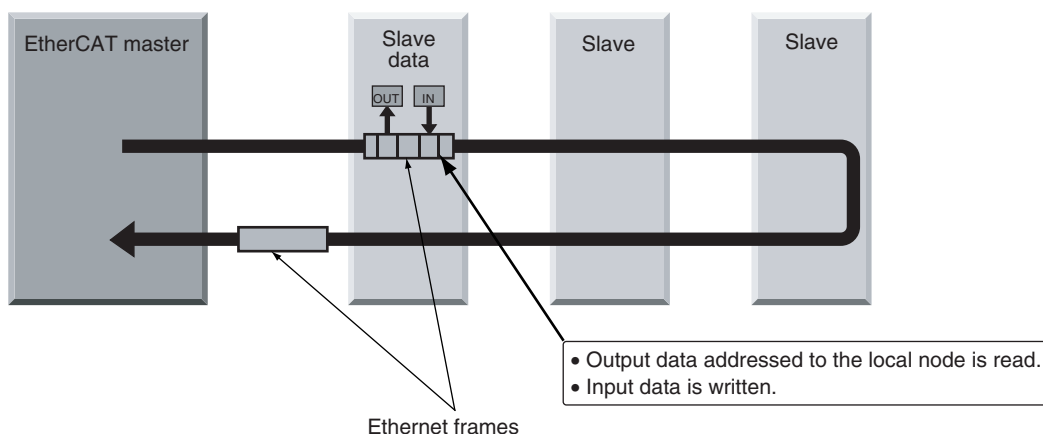 EtherCAT master
Slave
data
Slave
Slave
OUT
IN
• Output data addressed to the local node is read.
• Input data is written.
Ethernet frames